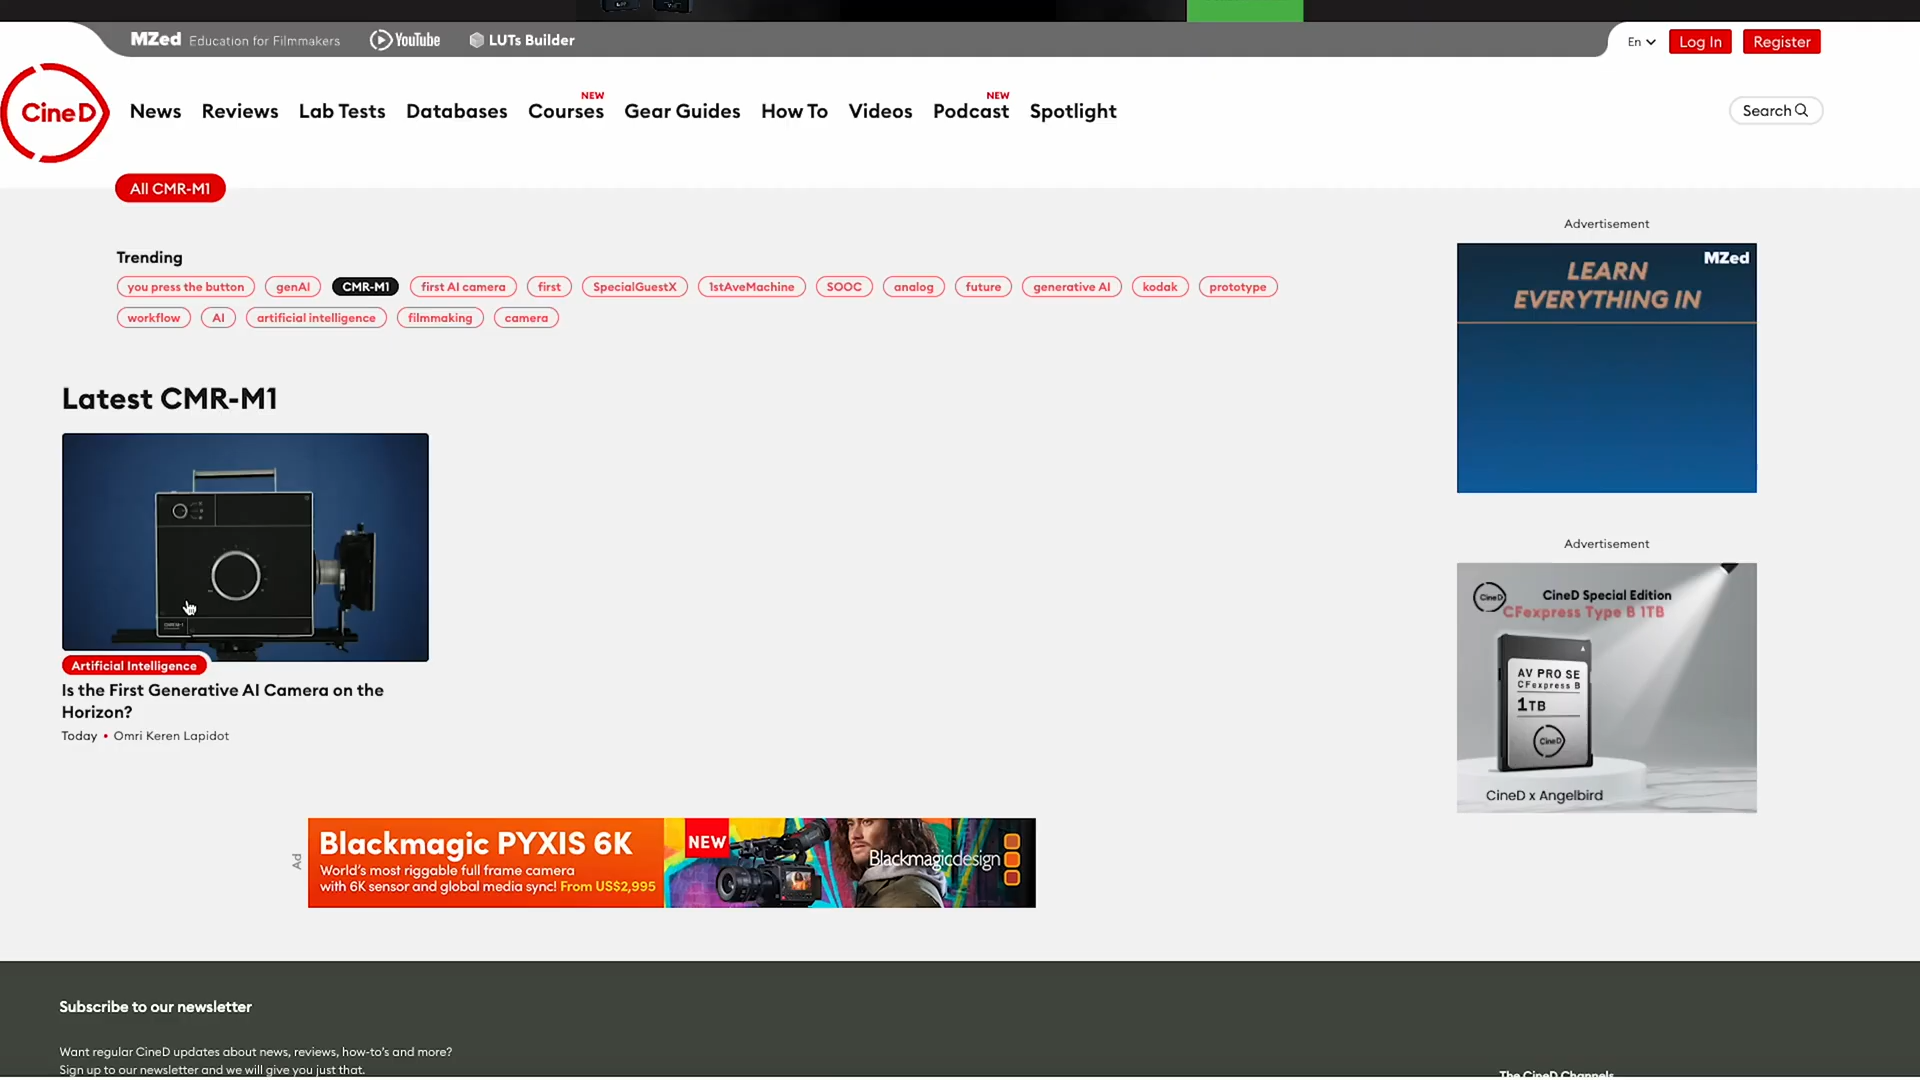 MZed Education for Filmmakers
YouTube
LUTs Builder
En
Log In
Register
CineD
News
Reviews
Lab Tests
Databases
Courses
NEW
Gear Guides
How To
Videos
Podcast
NEW
Spotlight
Search
All CMR-M1
Trending
you press the button
genAI
CMR-M1
first AI camera
first
SpecialGuestX
1stAveMachine
SOOC
analog
future
generative AI
kodak
prototype
workflow
AI
artificial intelligence
filmmaking
camera
Latest CMR-M1
Artificial Intelligence
Is the First Generative AI Camera on the
Horizon?
Today • Omri Keren Lapidot
Advertisement
MZed
LEARN
EVERYTHING IN
Advertisement
CineD
CineD Special Edition
CFexpress Type B 1TB
AV PRO SE
CFexpress B
1TB
CineD
CineD x Angelbird
Ad
Blackmagic PYXIS 6K
World's most riggable full frame camera
with 6K sensor and global media sync! From US$2,995
NEW
Blackmagicdesign
Subscribe to our newsletter
Want regular CineD updates about news, reviews, how-to's and more?
Sign up to our newsletter and we will give you just that.
The CineD Channels